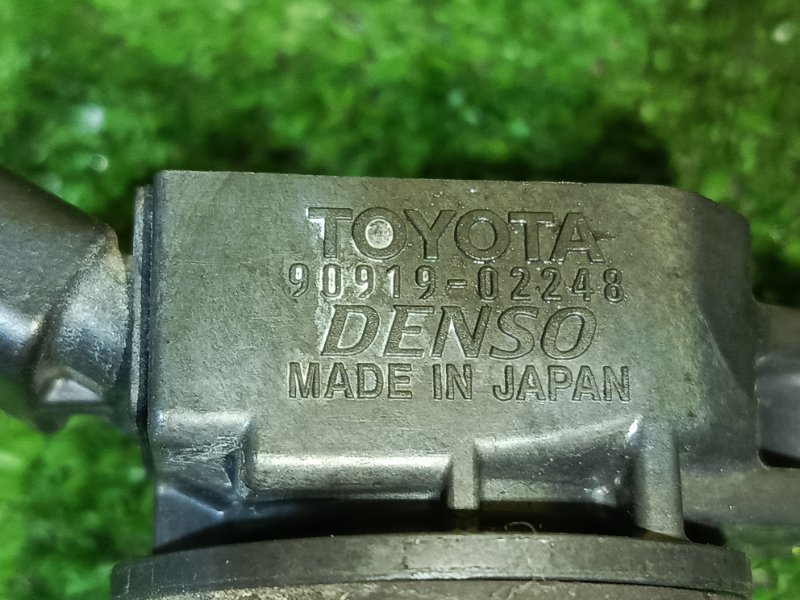 TOYOTA
90919-02248
DENSO
MADE IN JAPAN